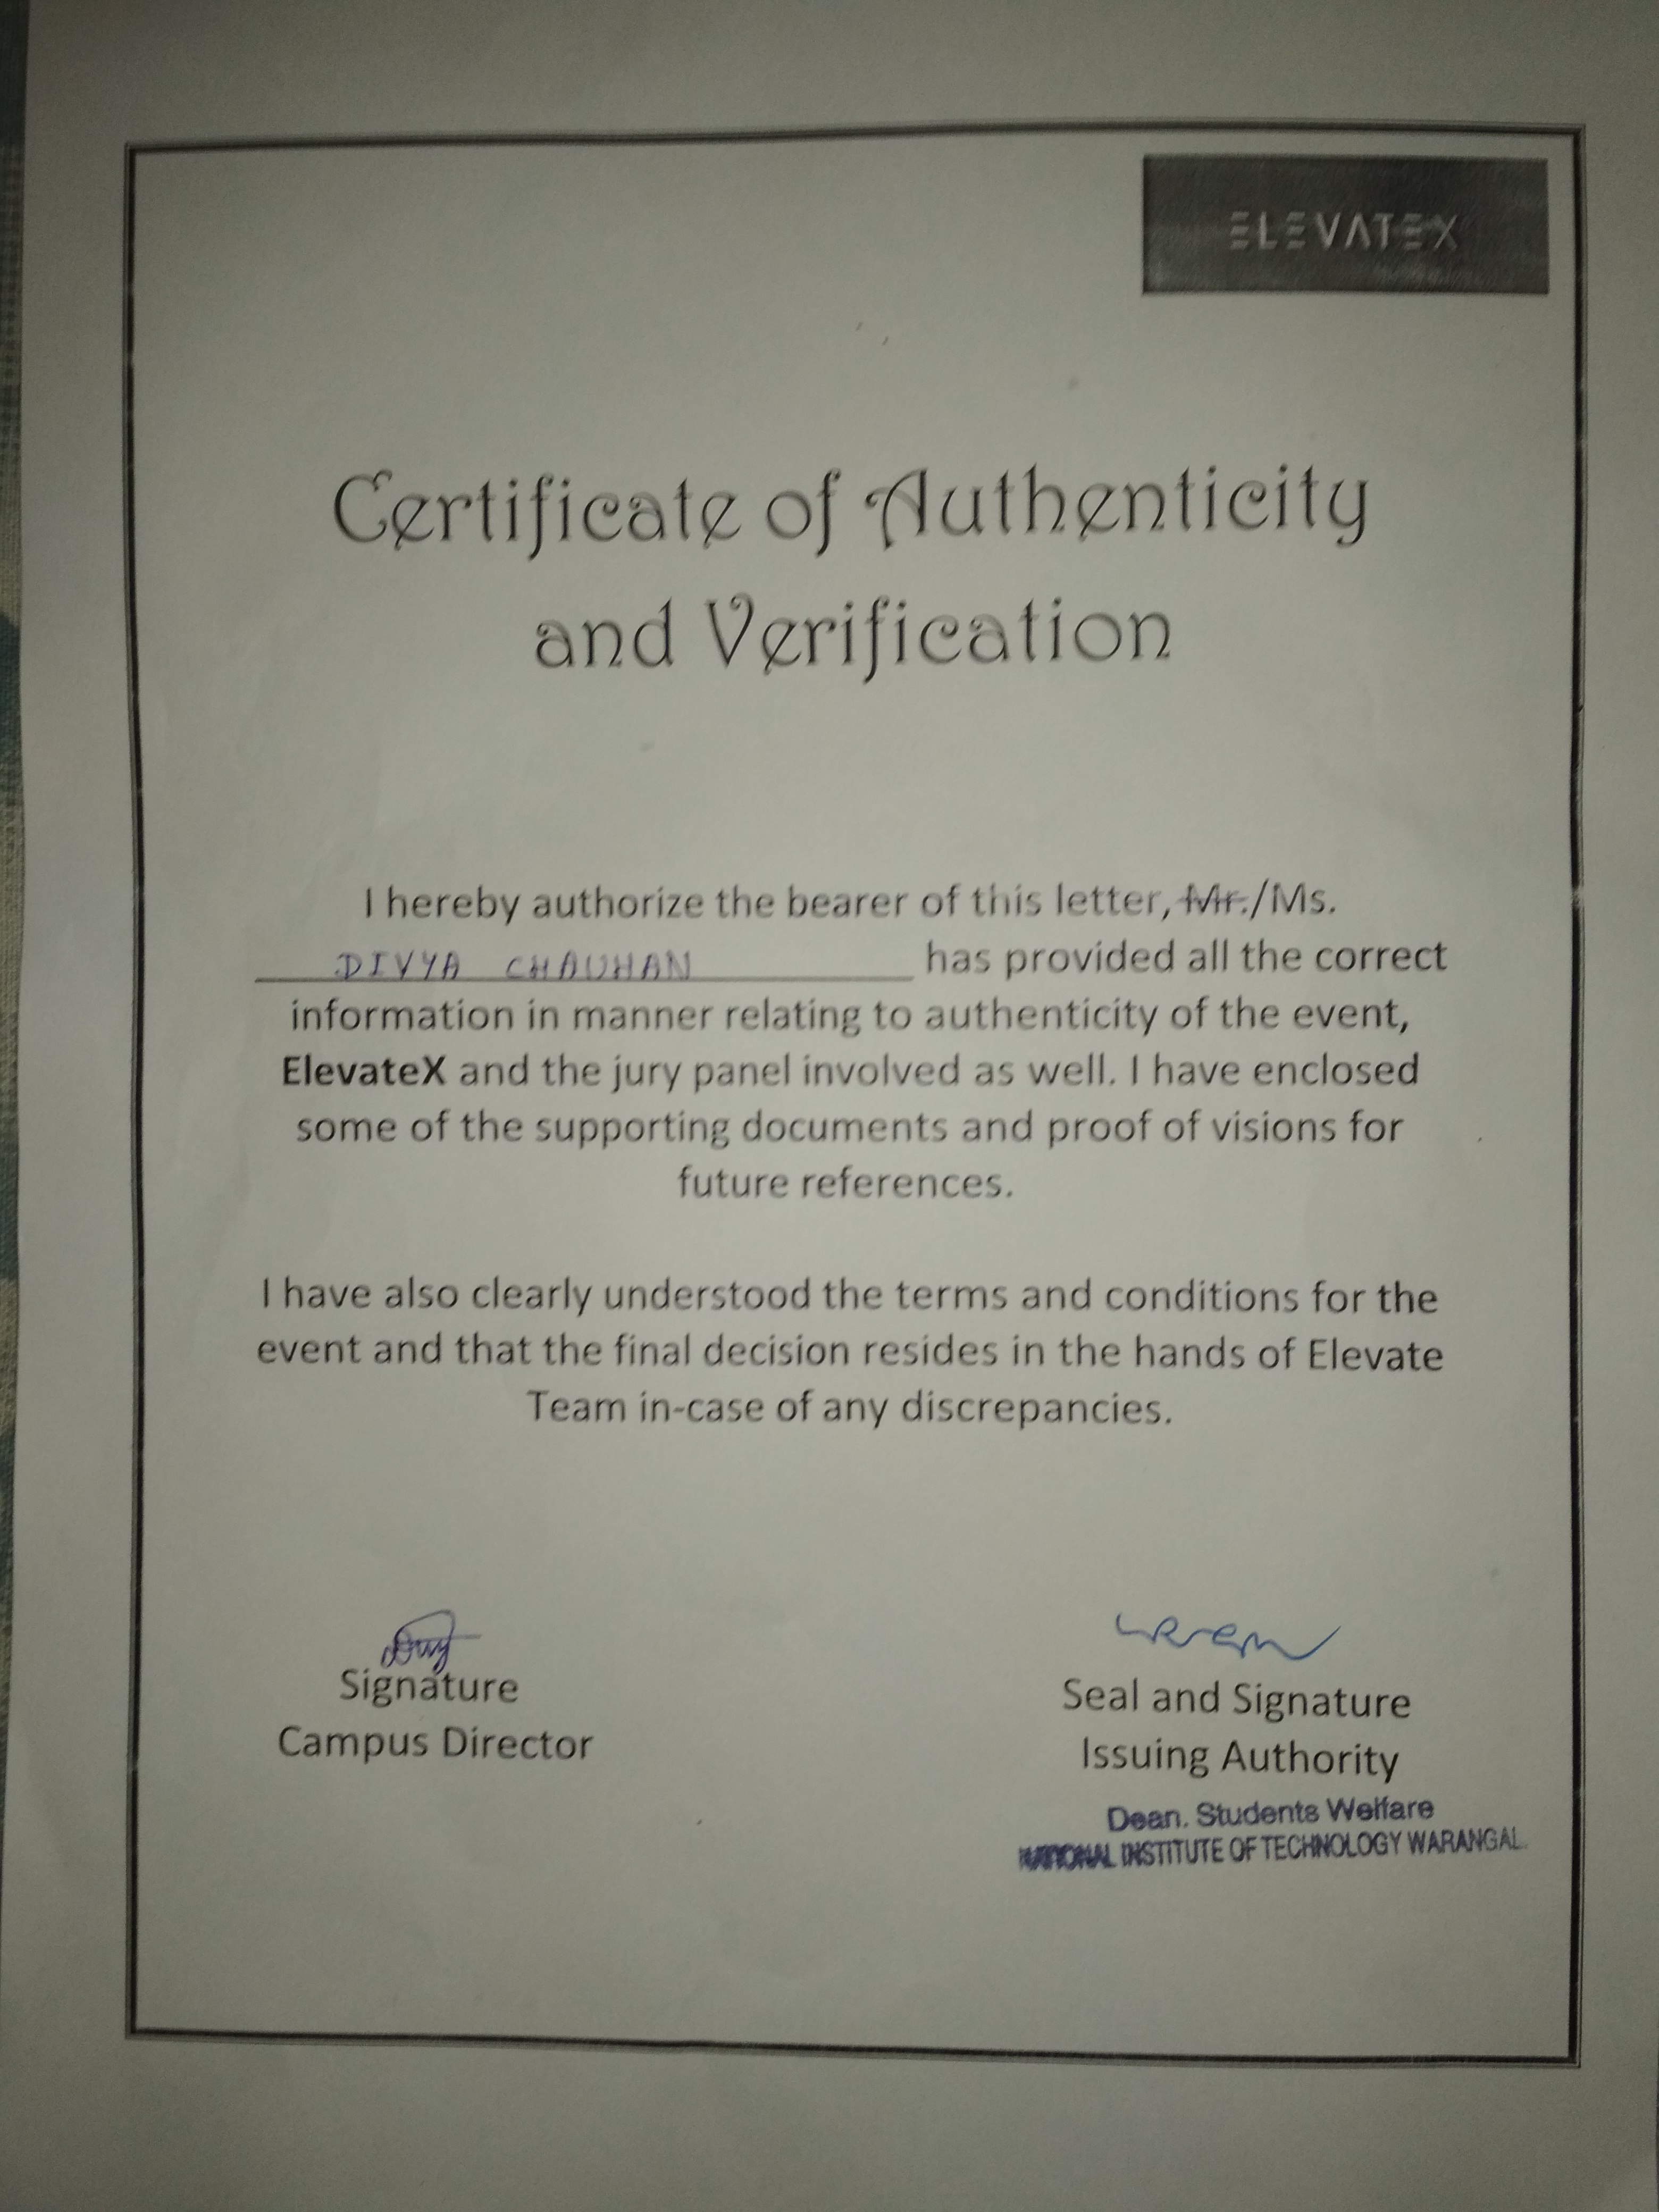 ELEVATEX
Certificate of Authenticity
and Verification
I hereby authorize the bearer of this letter, Mr./Ms.
DIVYA CHAUHAN has provided all the correct
information in manner relating to authenticity of the event,
ElevateX and the jury panel involved as well. I have enclosed
some of the supporting documents and proof of visions for
future references.
I have also clearly understood the terms and conditions for the
event and that the final decision resides in the hands of Elevate
Team in-case of any discrepancies.
Signature
Campus Director
Seal and Signature
Issuing Authority
Dean. Students Welfare
NATIONAL INSTITUTE OF TECHNOLOGY WARANGAL.